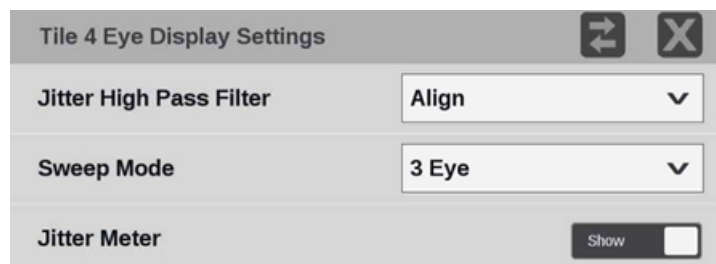 Tile 4 Eye Display Settings
Jitter High Pass Filter Align
Sweep Mode 3 Eye
Jitter Meter Show